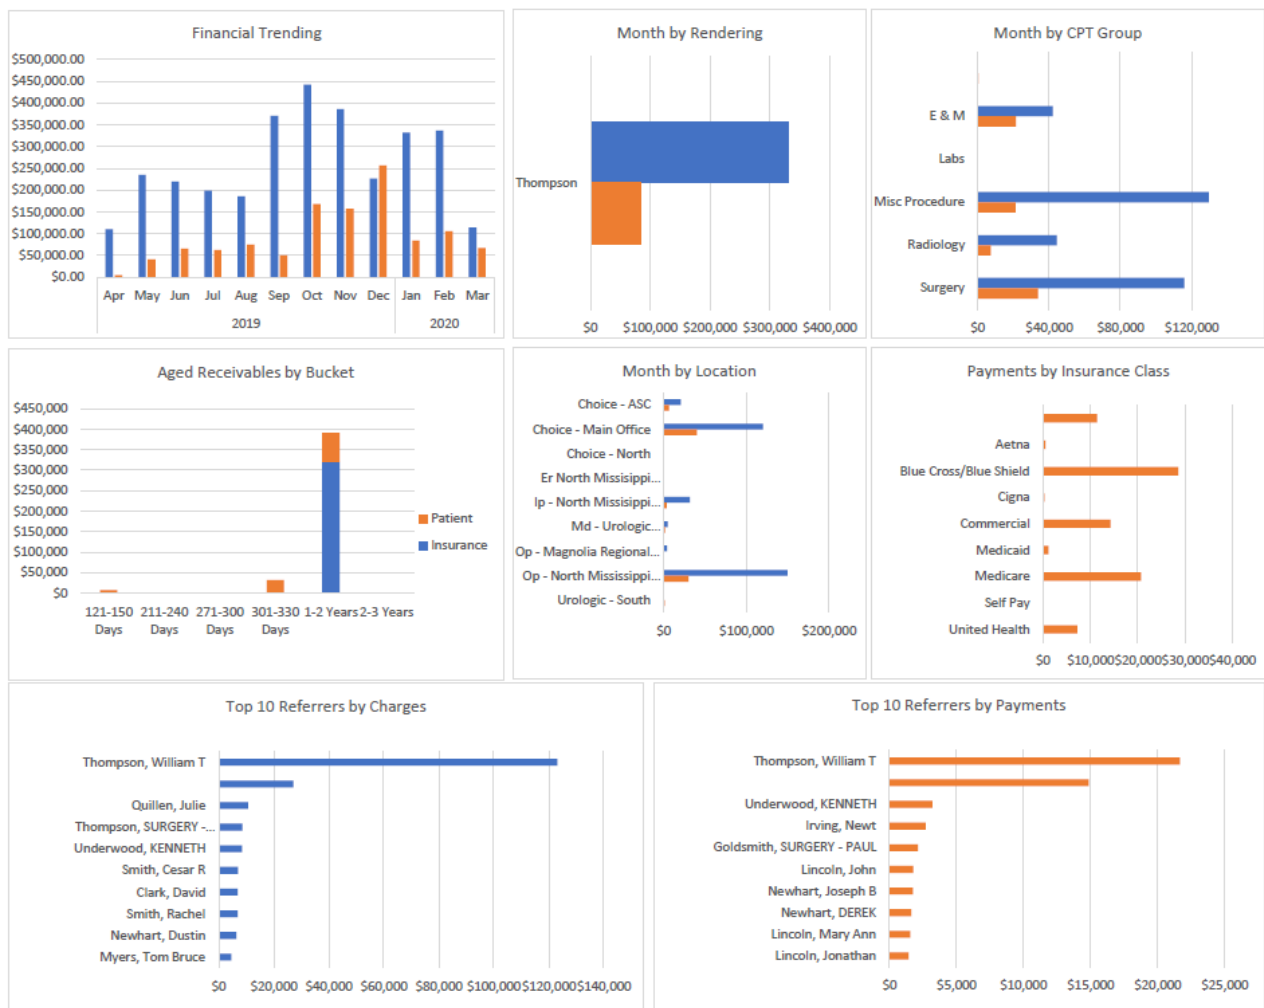 Financial Trending
$500,000.00
$450,000.00
$400,000.00
$350,000.00
$300,000.00
$250,000.00
$200,000.00
$150,000.00
$100,000.00
$50,000.00
$0.00
Apr May Jun Jul Aug Sep Oct Nov Dec Jan Feb Mar
2019 2020
Month by Rendering
Thompson
$0 $100,000 $200,000 $300,000 $400,000
Month by CPT Group
E & M
Labs
Misc Procedure
Radiology
Surgery
$0 $40,000 $80,000 $120,000
Aged Receivables by Bucket
$450,000
$400,000
$350,000
$300,000
$250,000
$200,000
$150,000
$100,000
$50,000
$0
121-150 211-240 271-300 301-330 1-2 Years 2-3 Years
Days Days Days Days
Patient
Insurance
Month by Location
Choice - ASC
Choice - Main Office
Choice - North
Er North Missisippi...
Ip - North Missisippi...
Md - Urologic...
Op - Magnolia Regional...
Op - North Mississippi...
Urologic - South
$0 $100,000 $200,000
Payments by Insurance Class
Aetna
Blue Cross/Blue Shield
Cigna
Commercial
Medicaid
Medicare
Self Pay
United Health
$0 $10,000 $20,000 $30,000 $40,000
Top 10 Referrers by Charges
Thompson, William T
Quillen, Julie
Thompson, SURGERY -...
Underwood, KENNETH
Smith, Cesar R
Clark, David
Smith, Rachel
Newhart, Dustin
Myers, Tom Bruce
$0 $20,000 $40,000 $60,000 $80,000 $100,000 $120,000 $140,000
Top 10 Referrers by Payments
Thompson, William T
Underwood, KENNETH
Irving, Newt
Goldsmith, SURGERY - PAUL
Lincoln, John
Newhart, Joseph B
Newhart, DEREK
Lincoln, Mary Ann
Lincoln, Jonathan
$0 $5,000 $10,000 $15,000 $20,000 $25,000